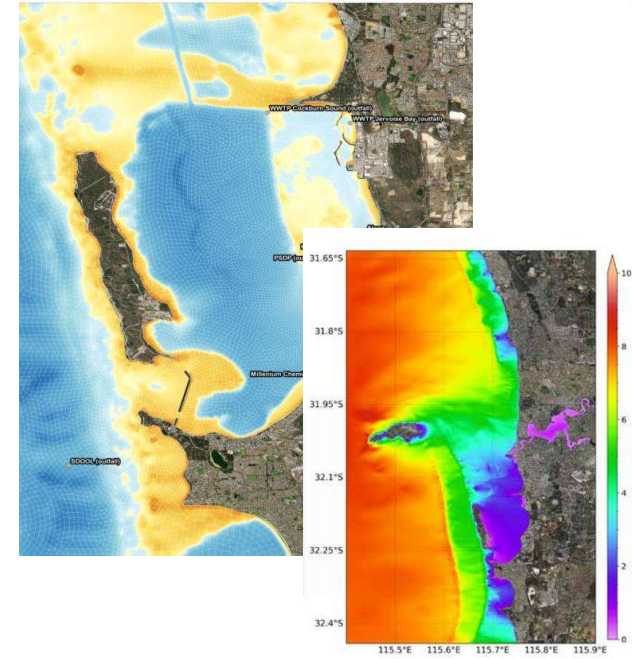 WWTP Cockburn Sound (outfall)
WWTP Jervoise Bay (outfall)
PSDP (ou
Millenium Chem
SDOOL (outfall)
31.65°S
31.8°S
31.95°S
32.1°S
32.25°S
32.4°S
115.5°E 115.6°E 115.7°E 115.8°E 115.9°E
10
8
6
4
2
0